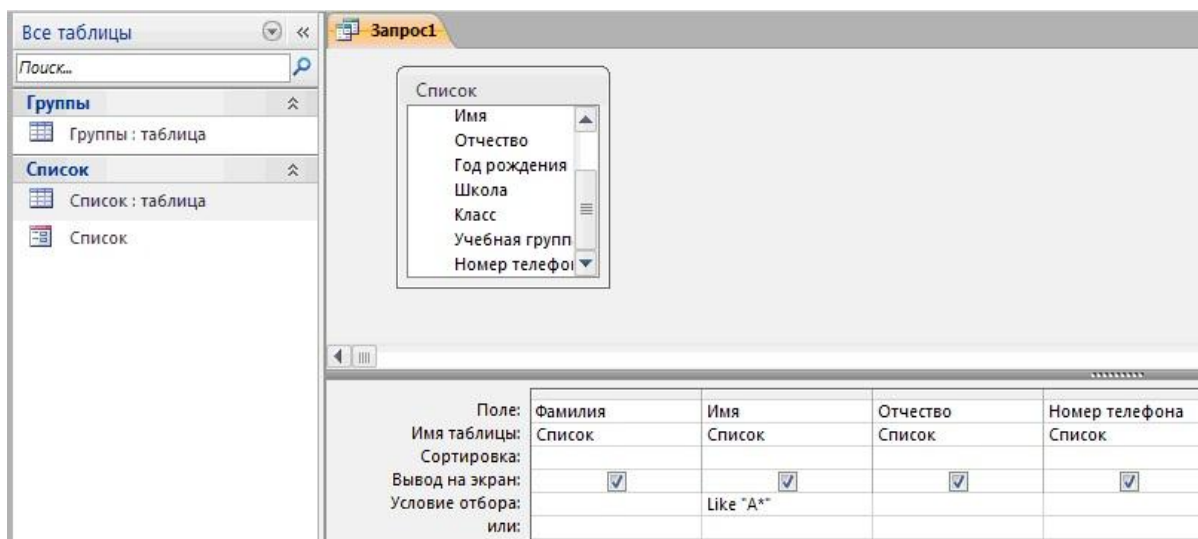 Все таблицы
Поиск...
Группы
Группы : таблица
Список
Список : таблица
Список
Запрос1
Список
Имя
Отчество
Год рождения
Школа
Класс
Учебная групп
Номер телефо
Поле: Фамилия Имя Отчество Номер телефона
Имя таблицы: Список Список Список Список
Сортировка:
Вывод на экран:
Условие отбора: Like "А*"
или: